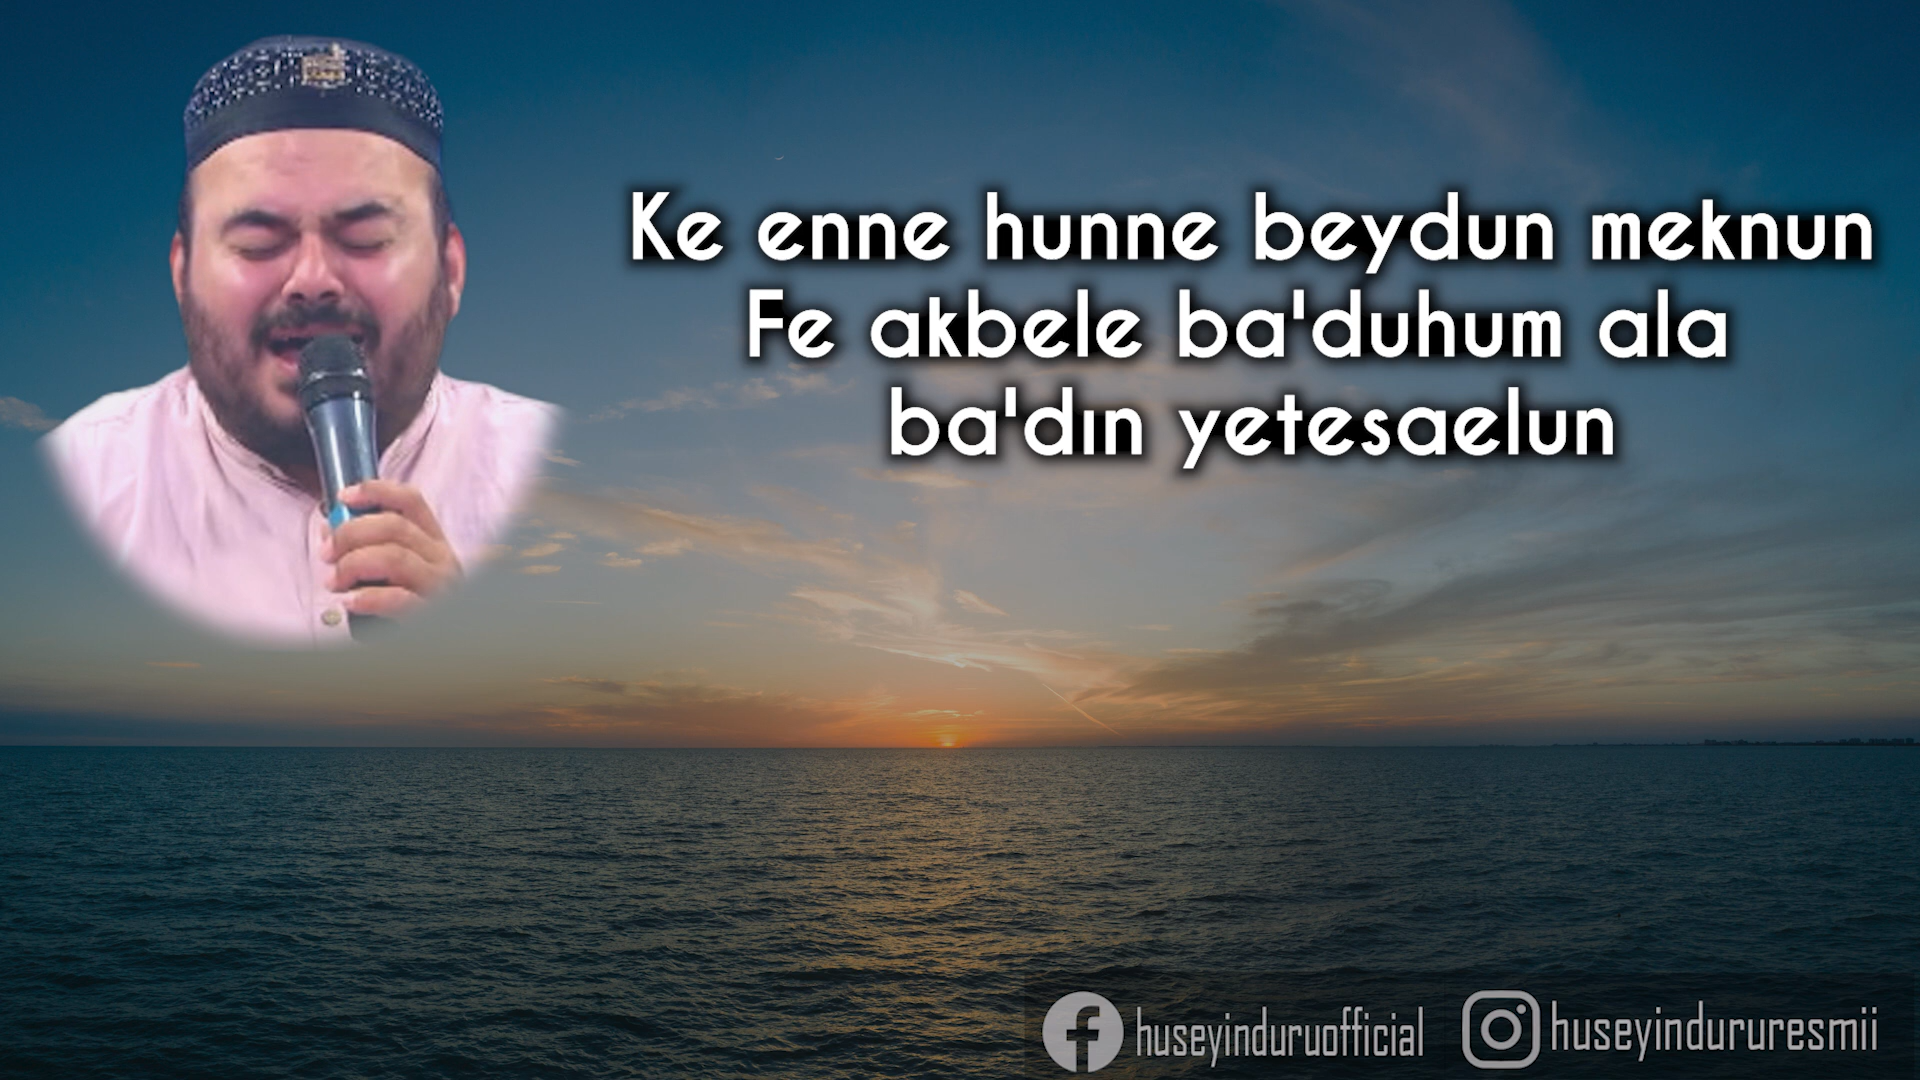 Ke enne hunne beydun meknun
Fe akbele ba'duhum ala
ba'dın yetesaelun
huseyinduruofficial
huseyindururesmii